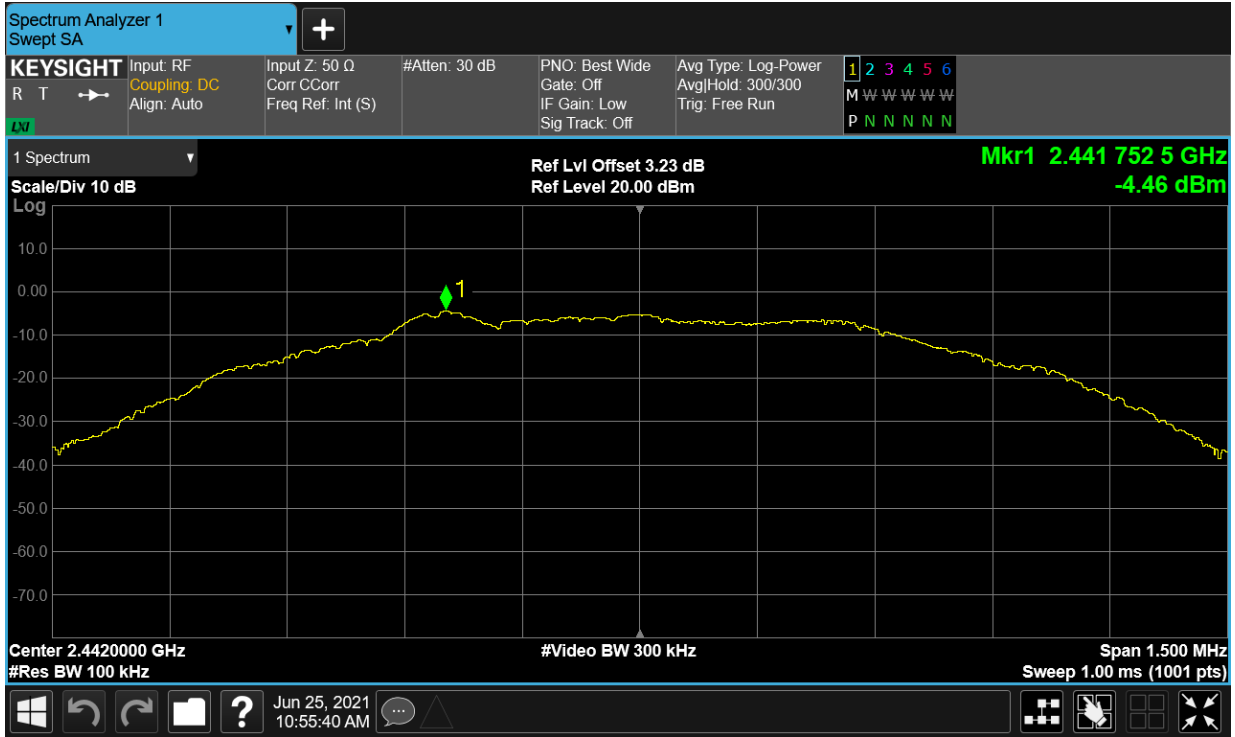 Spectrum Analyzer 1
Swept SA
+
KEYSIGHT
R T
LXI
Input: RF
Coupling: DC
Align: Auto
Input Z: 50 Ω
Corr CCorr
Freq Ref: Int (S)
#Atten: 30 dB
PNO: Best Wide
Gate: Off
IF Gain: Low
Sig Track: Off
Avg Type: Log-Power
Avg|Hold: 300/300
Trig: Free Run
1 2 3 4 5 6
M W W W W W
P N N N N N
1 Spectrum
Scale/Div 10 dB
Log
Ref Lvl Offset 3.23 dB
Ref Level 20.00 dBm
Mkr1 2.441 752 5 GHz
-4.46 dBm
10.0
0.00
-10.0
-20.0
-30.0
-40.0
-50.0
-60.0
-70.0
1
Center 2.4420000 GHz
#Res BW 100 kHz
#Video BW 300 kHz
Span 1.500 MHz
Sweep 1.00 ms (1001 pts)
?
Jun 25, 2021
10:55:40 AM